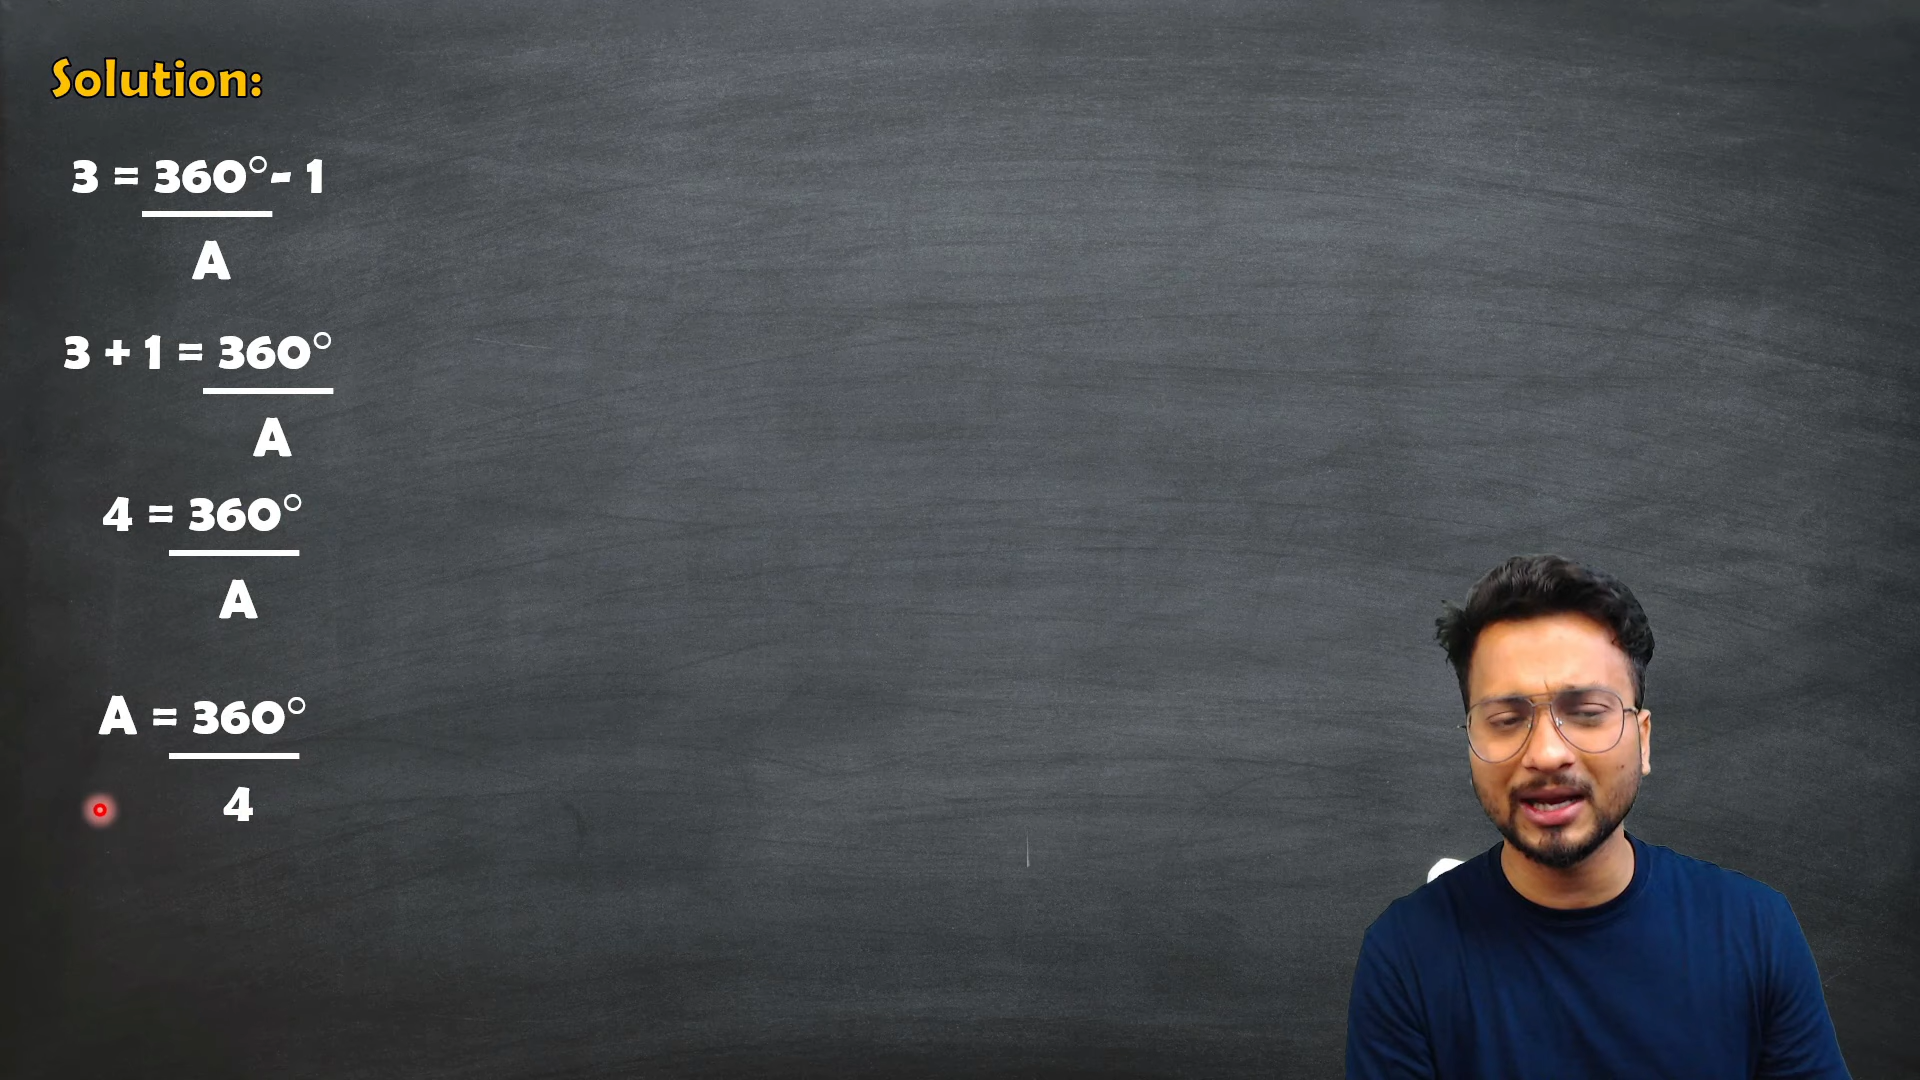 Solution:
3 = 360° - 1
A
3 + 1 = 360°
A
4 = 360°
A
A = 360°
4